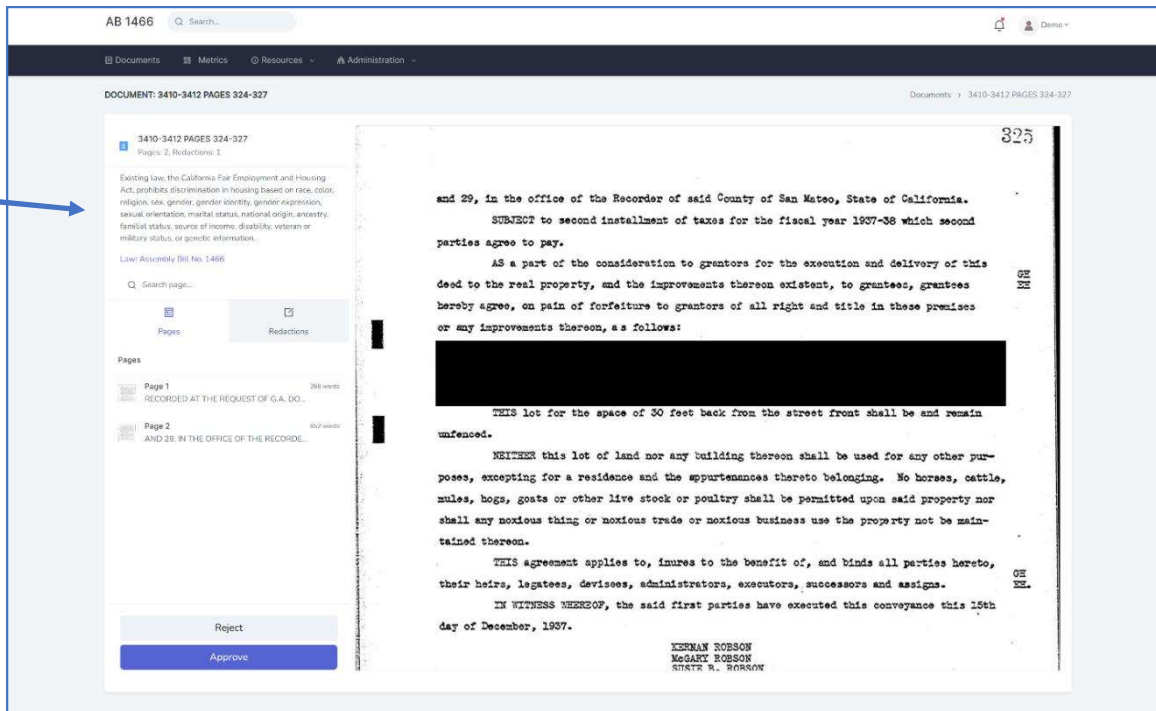 AB 1466
Search...
Demo
Documents
Metrics
Resources
Administration
DOCUMENT: 3410-3412 PAGES 324-327
Documents > 3410-3412 PAGES 324-327
3410-3412 PAGES 324-327
Pages: 2, Redactions: 1
Existing law, the California Fair Employment and Housing
Act, prohibits discrimination in housing based on race, color,
religion, sex, gender, gender identity, gender expression,
sexual orientation, marital status, national origin, ancestry,
familial status, source of income, disability, veteran or
military status, or genetic information..
Law: Assembly Bill No. 1466
Search page...
Pages
Redactions
Pages
Page 1
RECORDED AT THE REQUEST OF G.A. DO...
Page 2
AND 29, IN THE OFFICE OF THE RECORDE...
Reject
Approve
325
and 29, in the office of the Recorder of said County of San Mateo, State of California.
SUBJECT to second installment of taxes for the fiscal year 1937-38 which second
parties agree to pay.
AS a part of the consideration to grantors for the execution and delivery of this
deed to the real property, and the improvements thereon existent, to grantees, grantees
hereby agree, on pain of forfeiture to grantors of all right and title in these premises
or any improvements thereon, as follows:
THIS lot for the space of 30 feet back from the street front shall be and remain
unfenced.
NEITHER this lot of land nor any building thereon shall be used for any other pur-
poses, excepting for a residence and the appurtenances thereto belonging. No horses, cattle,
mules, hogs, goats or other live stock or poultry shall be permitted upon said property nor
shall any noxious thing or noxious trade or noxious business use the property not be main-
tained thereon.
THIS agreement applies to, inures to the benefit of, and binds all parties hereto,
their heirs, legatees, devisees, administrators, executors, successors and assigns.
IN WITNESS WHEREOF, the said first parties have executed this conveyance this 15th
day of December, 1937.
KERNAN ROBSON
McGARY ROBSON
SUSIE B. ROBSON